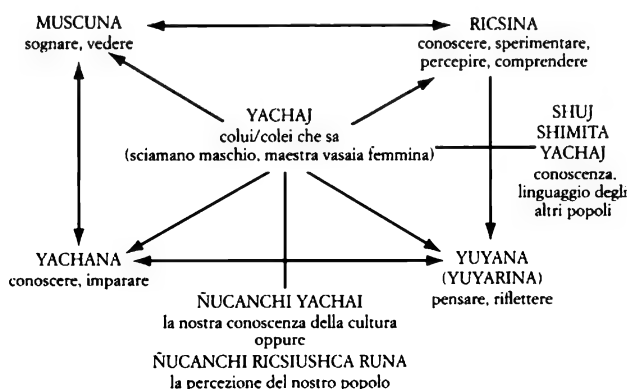 MUSCUNA
sognare, vedere
RICSINA
conoscere, sperimentare,
percepire, comprendere
YACHAJ
colui/colei che sa
(sciamano maschio, maestra vasaia femmina)
SHUJ
SHIMITA
YACHAJ
conoscenza,
linguaggio degli
altri popoli
YACHANA
conoscere, imparare
YUYANA
(YUYARINA)
pensare, riflettere
ÑUCANCHI YACHAI
la nostra conoscenza della cultura
oppure
ÑUCANCHI RICSIUSHCA RUNA
la percezione del nostro popolo